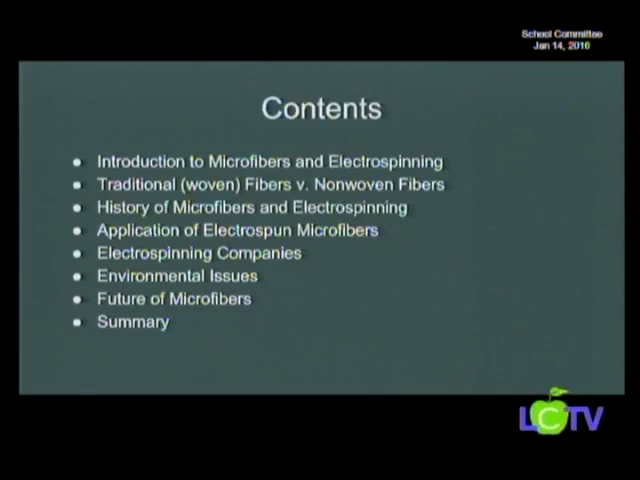 School Committee
Jan 14, 2016
Contents
Introduction to Microfibers and Electrospinning
Traditional (woven) Fibers v. Nonwoven Fibers
History of Microfibers and Electrospinning
Application of Electrospun Microfibers
Electrospinning Companies
Environmental Issues
Future of Microfibers
Summary
LCTV